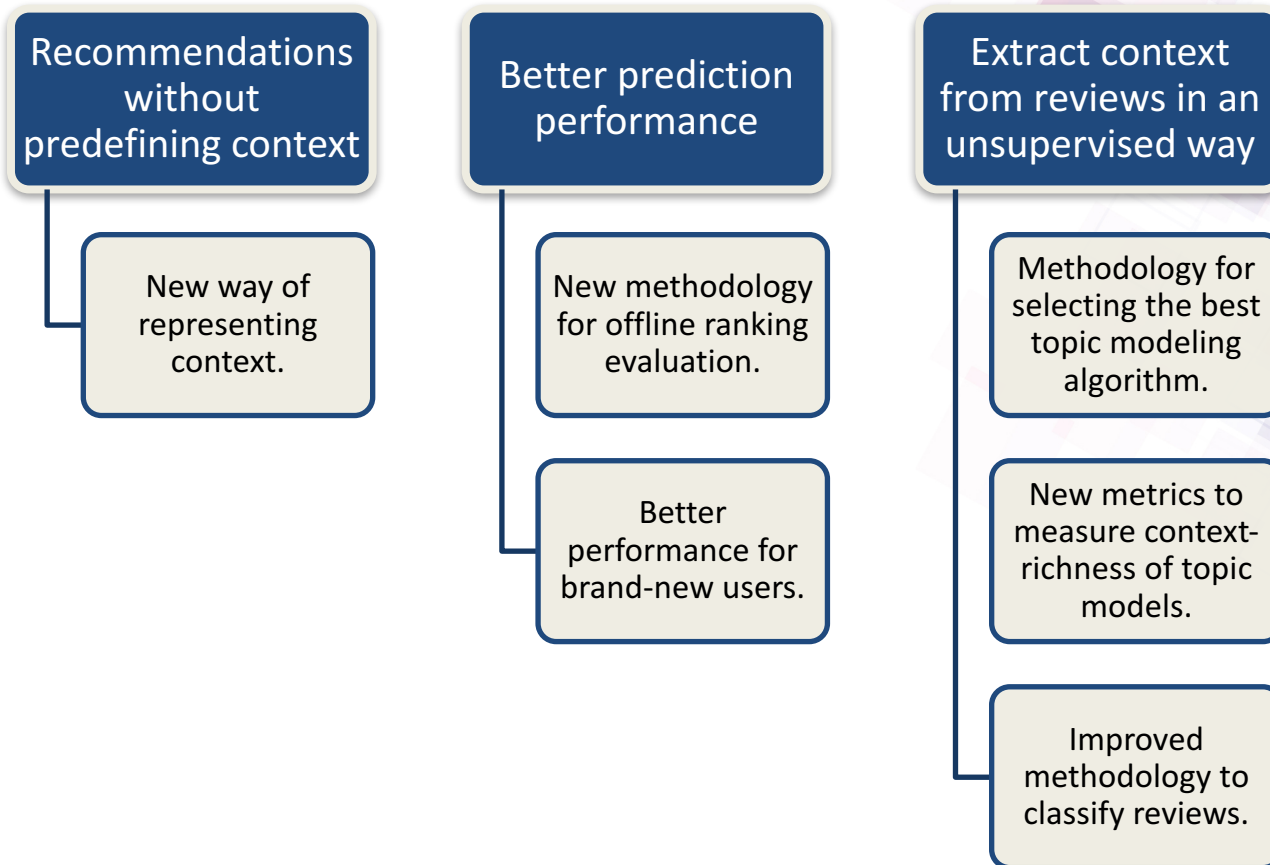 Recommendations
without
predefining context
New way of
representing
context.
Better prediction
performance
New methodology
for offline ranking
evaluation.
Better
performance for
brand-new users.
Extract context
from reviews in an
unsupervised way
Methodology for
selecting the best
topic modeling
algorithm.
New metrics to
measure context-
richness of topic
models.
Improved
methodology to
classify reviews.